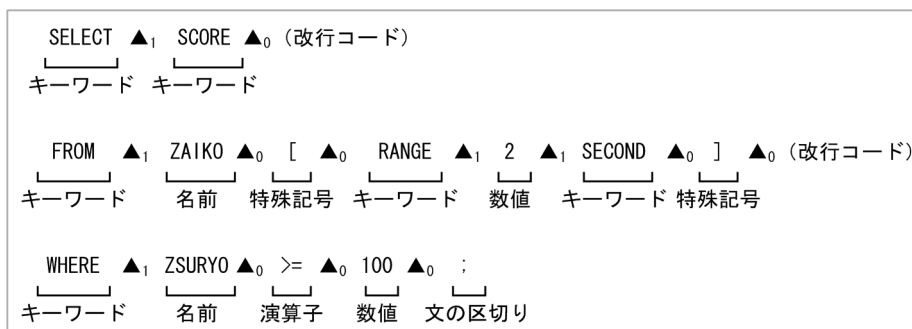 SELECT ▲₁ SCORE ▲₀ (改行コード)
キーワード キーワード
FROM ▲₁ ZAIKO ▲₀ [ ▲₀ RANGE ▲₁ 2 ▲₁ SECOND ▲₀ ] ▲₀ (改行コード)
キーワード 名前 特殊記号 キーワード 数値 キーワード 特殊記号
WHERE ▲₁ ZSURYO ▲₀ >= ▲₀ 100 ▲₀ ;
キーワード 名前 演算子 数値 文の区切り